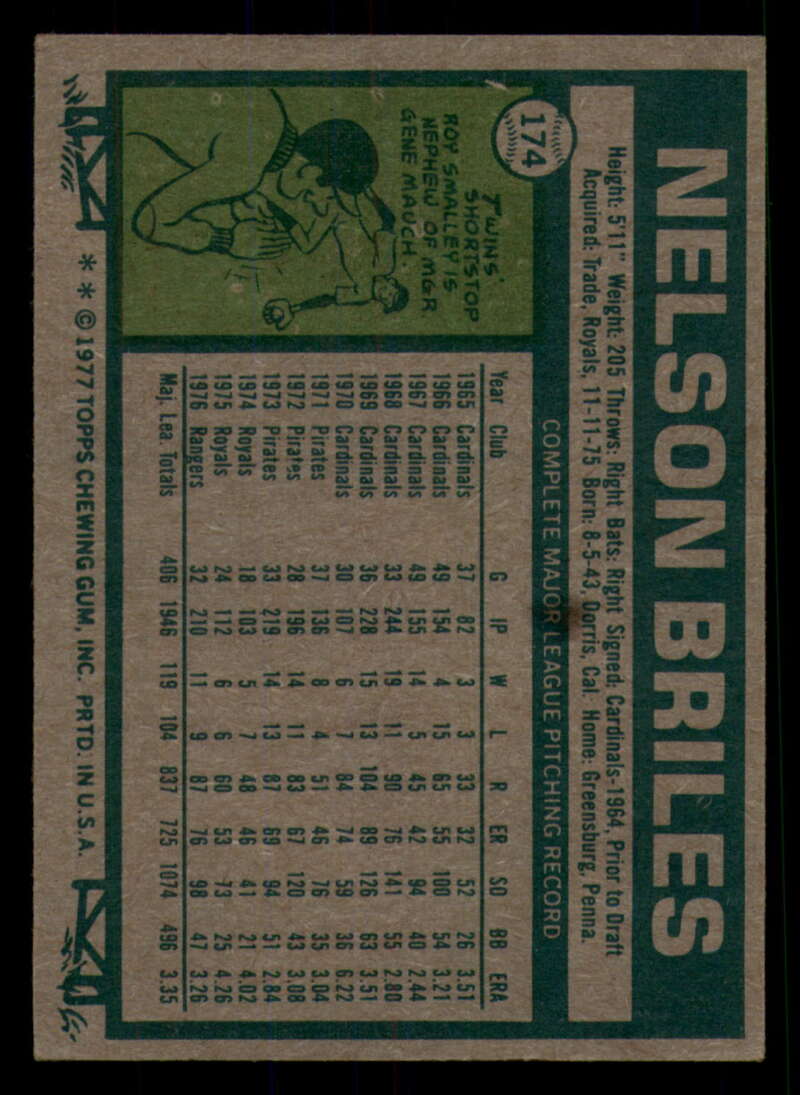 NELSON BRILES
174
Height: 5'11" Weight: 205 Throws: Right Bats: Right Signed: Cardinals-1964, Prior to Draft
Acquired: Trade, Royals, 11-11-75 Born: 8-5-43, Dorris, Cal. Home: Greensburg, Penna.
TWINS'
SHORTSTOP
ROY SMALLEY IS
NEPHEW OF MGR
GENE MAUCH.
COMPLETE MAJOR LEAGUE PITCHING RECORD
Year Club G IP W L R ER SO BB ERA
1965 Cardinals 37 82 3 3 33 32 52 26 3.51
1966 Cardinals 49 154 4 15 65 55 100 54 3.21
1967 Cardinals 49 155 14 5 45 42 94 40 2.44
1968 Cardinals 33 244 19 11 90 76 141 55 2.80
1969 Cardinals 36 228 15 13 104 89 126 63 3.51
1970 Cardinals 30 107 6 7 84 74 59 36 6.22
1971 Pirates 37 136 8 4 51 46 76 35 3.04
1972 Pirates 28 196 14 11 83 67 120 43 3.08
1973 Pirates 33 219 14 13 87 69 94 51 2.84
1974 Royals 18 103 5 7 48 46 41 21 4.02
1975 Royals 24 112 6 6 60 53 73 25 4.26
1976 Rangers 32 210 11 9 87 76 98 47 3.26
Maj. Lea. Totals 406 1946 119 104 837 725 1074 496 3.35
* * © 1977 TOPPS CHEWING GUM, INC. PRTD. IN U.S.A.